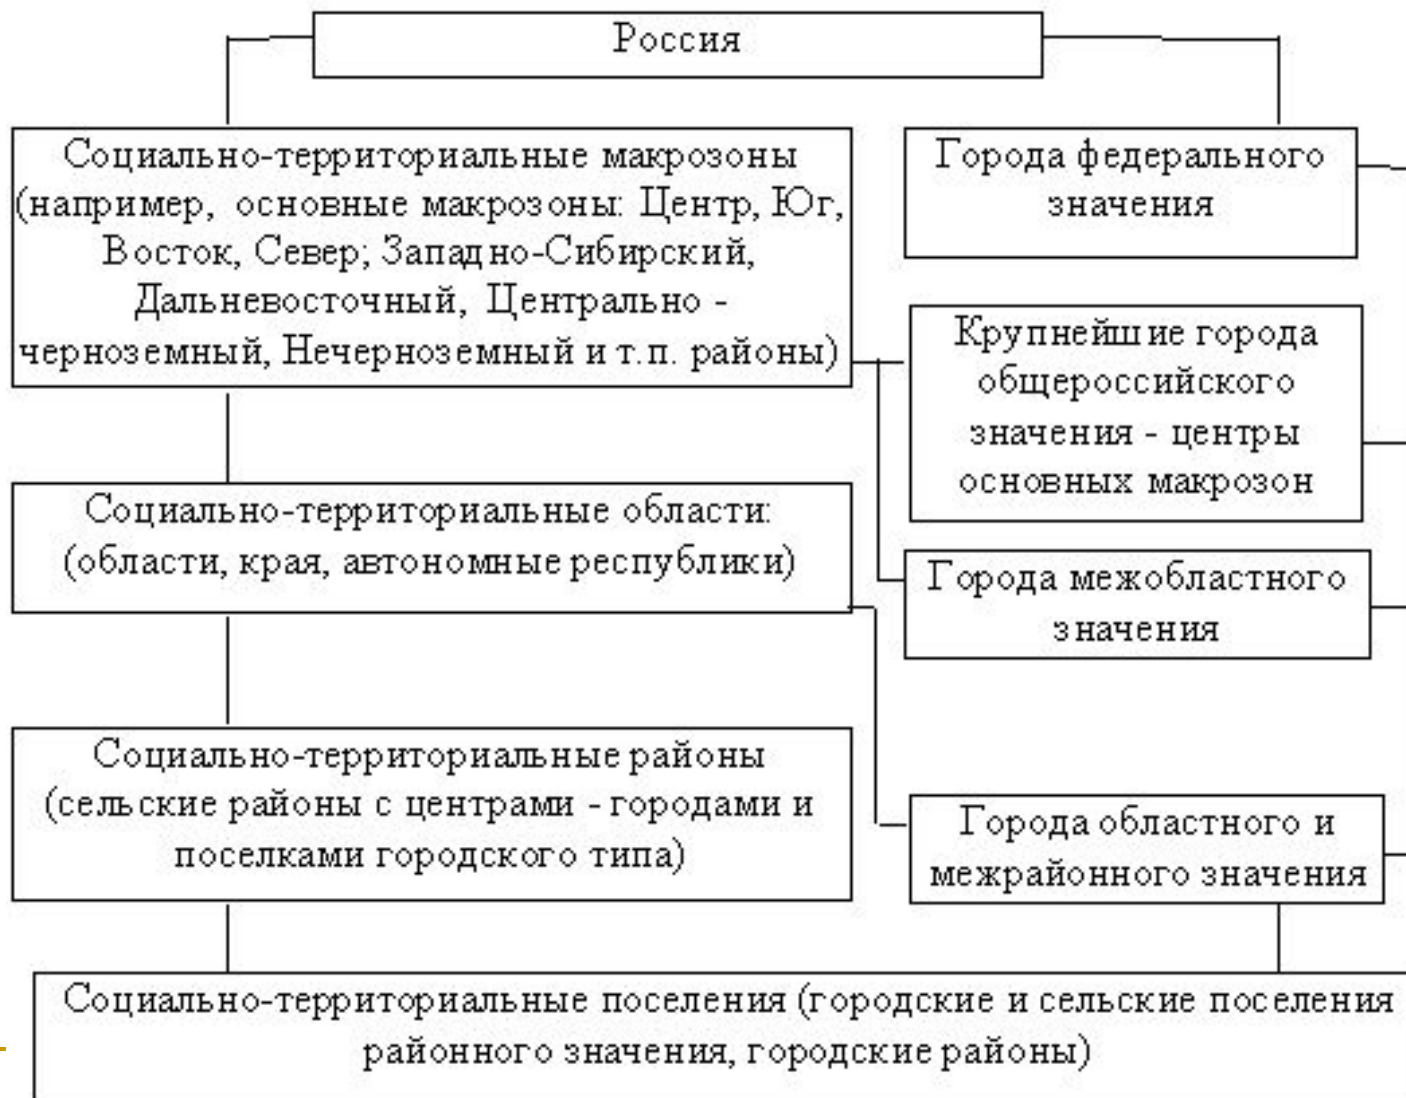 Россия
Социально-территориальные макрозоны
(например, основные макрозоны: Центр, Юг,
Восток, Север; Западно-Сибирский,
Дальневосточный, Центрально -
черноземный, Нечерноземный и т.п. районы)
Города федерального
значения
Крупнейшие города
общероссийского
значения - центры
основных макрозон
Социально-территориальные области:
(области, края, автономные республики)
Города межобластного
значения
Социально-территориальные районы
(сельские районы с центрами - городами и
поселками городского типа)
Города областного и
межрайонного значения
Социально-территориальные поселения (городские и сельские поселения
районного значения, городские районы)